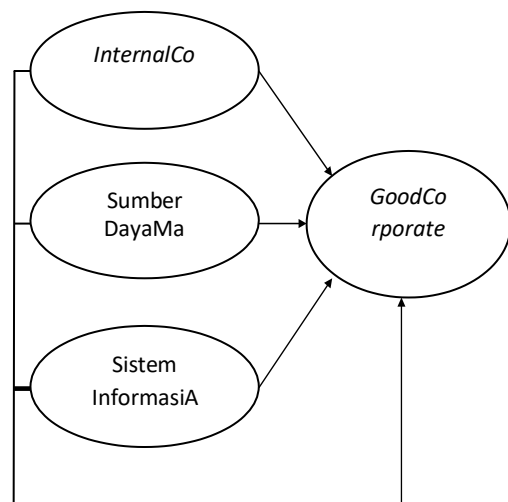 InternalCo
Sumber
DayaMa
Sistem
InformasiA
GoodCo
rporate